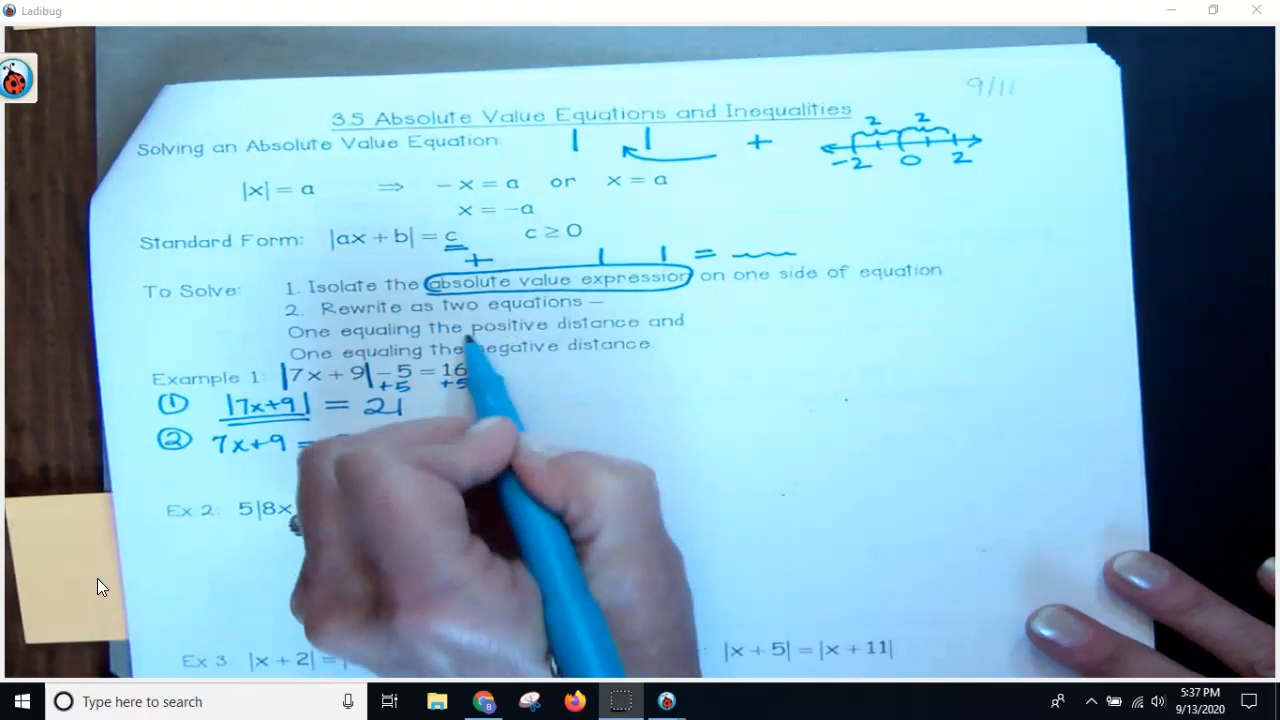 Ladibug
9/11
3.5 Absolute Value Equations and Inequalities
Solving an Absolute Value Equation: | | +
2 2
-2 0 2
|x| = a ⇒ -x = a or x = a
x = -a
Standard Form: |ax + b| = c c ≥ 0
+ | | =
To Solve: 1. Isolate the absolute value expression on one side of equation
2. Rewrite as two equations –
One equaling the positive distance and
One equaling the negative distance.
Example 1: |7x + 9| - 5 = 16
+5 +5
① |7x+9| = 21
② 7x+9 =
Ex 2: 5|8x
Ex 3: |x + 2| = |x + 5| = |x + 11|
Type here to search
5:37 PM
9/13/2020